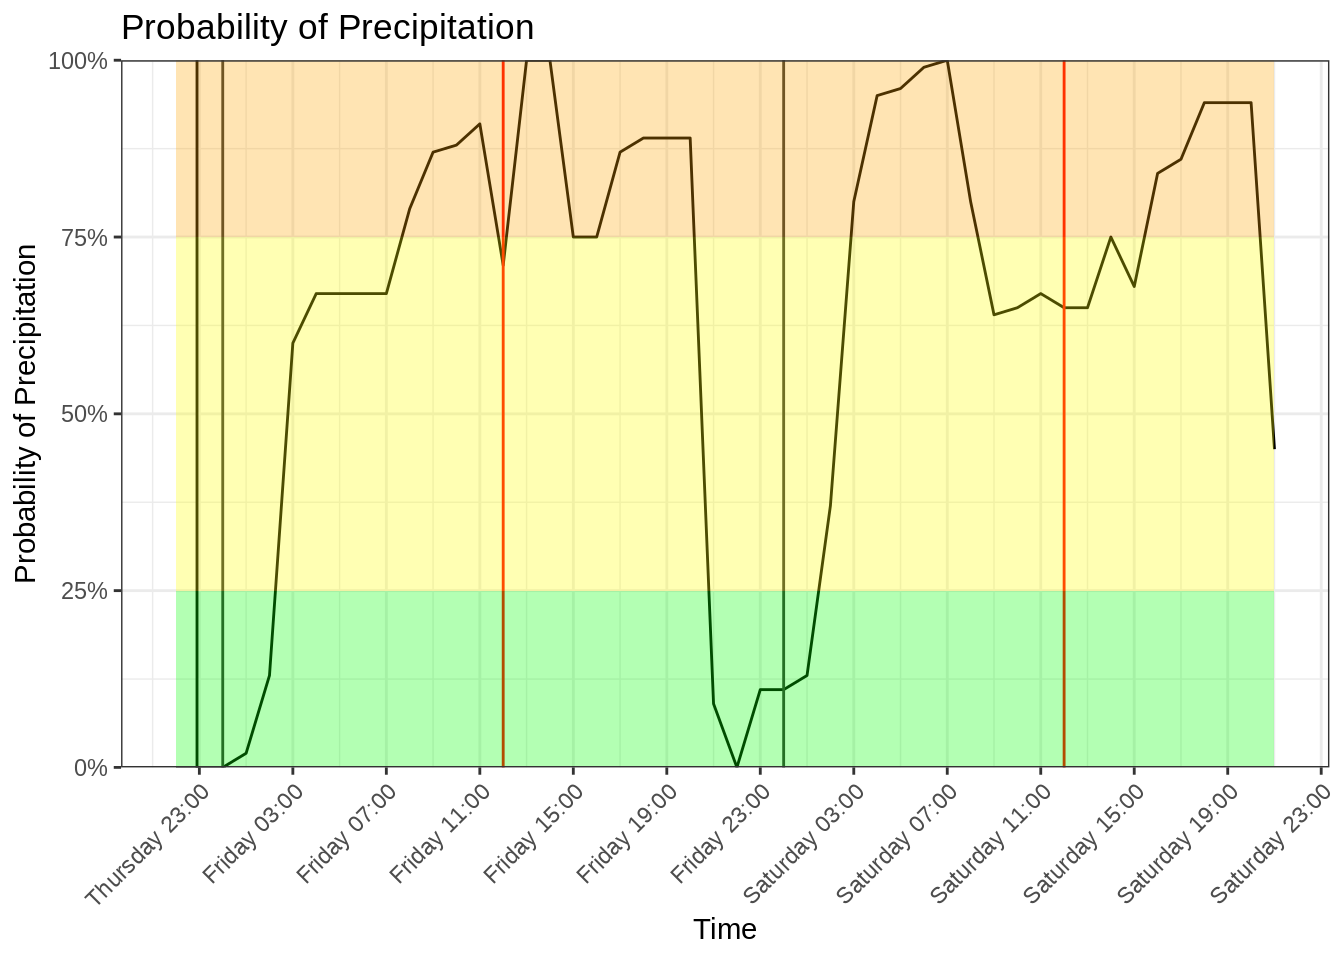 Probability of Precipitation
100%
75%
50%
25%
0%
Probability of Precipitation
Thursday 23:00
Friday 03:00
Friday 07:00
Friday 11:00
Friday 15:00
Friday 19:00
Friday 23:00
Saturday 03:00
Saturday 07:00
Saturday 11:00
Saturday 15:00
Saturday 19:00
Saturday 23:00
Time